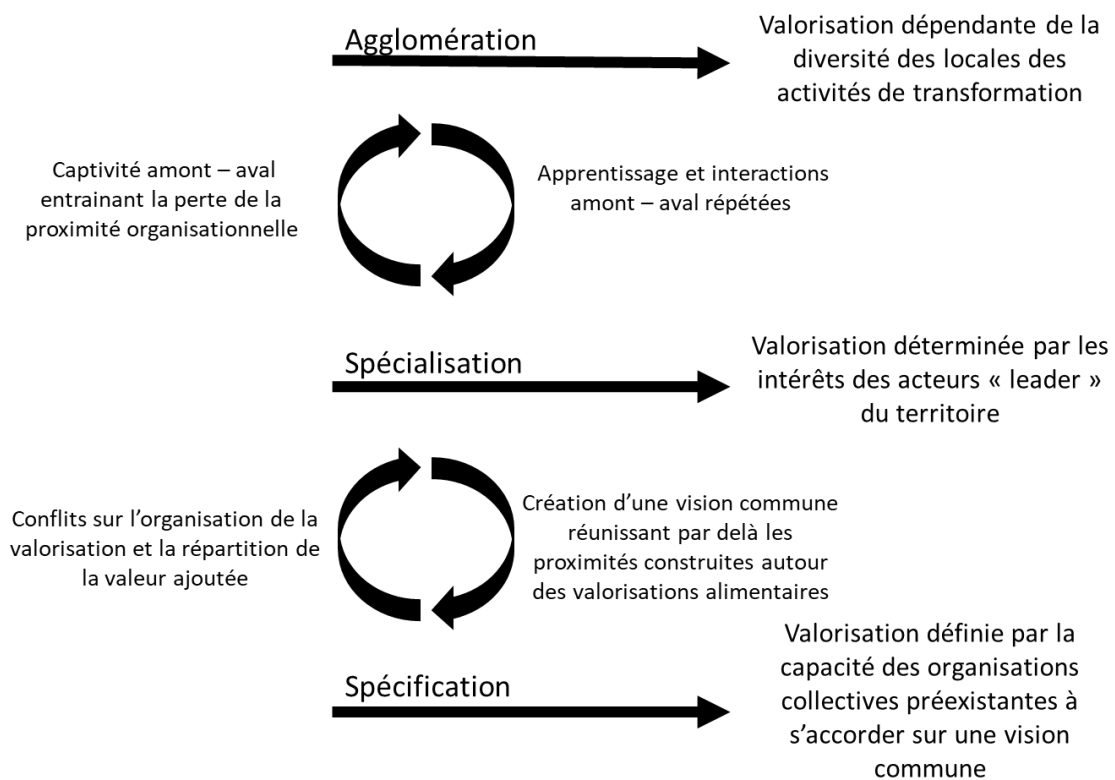 Agglomération
Valorisation dépendante de la
diversité des locales des
activités de transformation
Captivité amont – aval
entrainant la perte de la
proximité organisationnelle
Apprentissage et interactions
amont – aval répétées
Spécialisation
Valorisation déterminée par les
intérêts des acteurs « leader »
du territoire
Conflits sur l’organisation de la
valorisation et la répartition de
la valeur ajoutée
Création d’une vision commune
réunissant par delà les
proximités construites autour
des valorisations alimentaires
Spécification
Valorisation définie par la
capacité des organisations
collectives préexistantes à
s’accorder sur une vision
commune